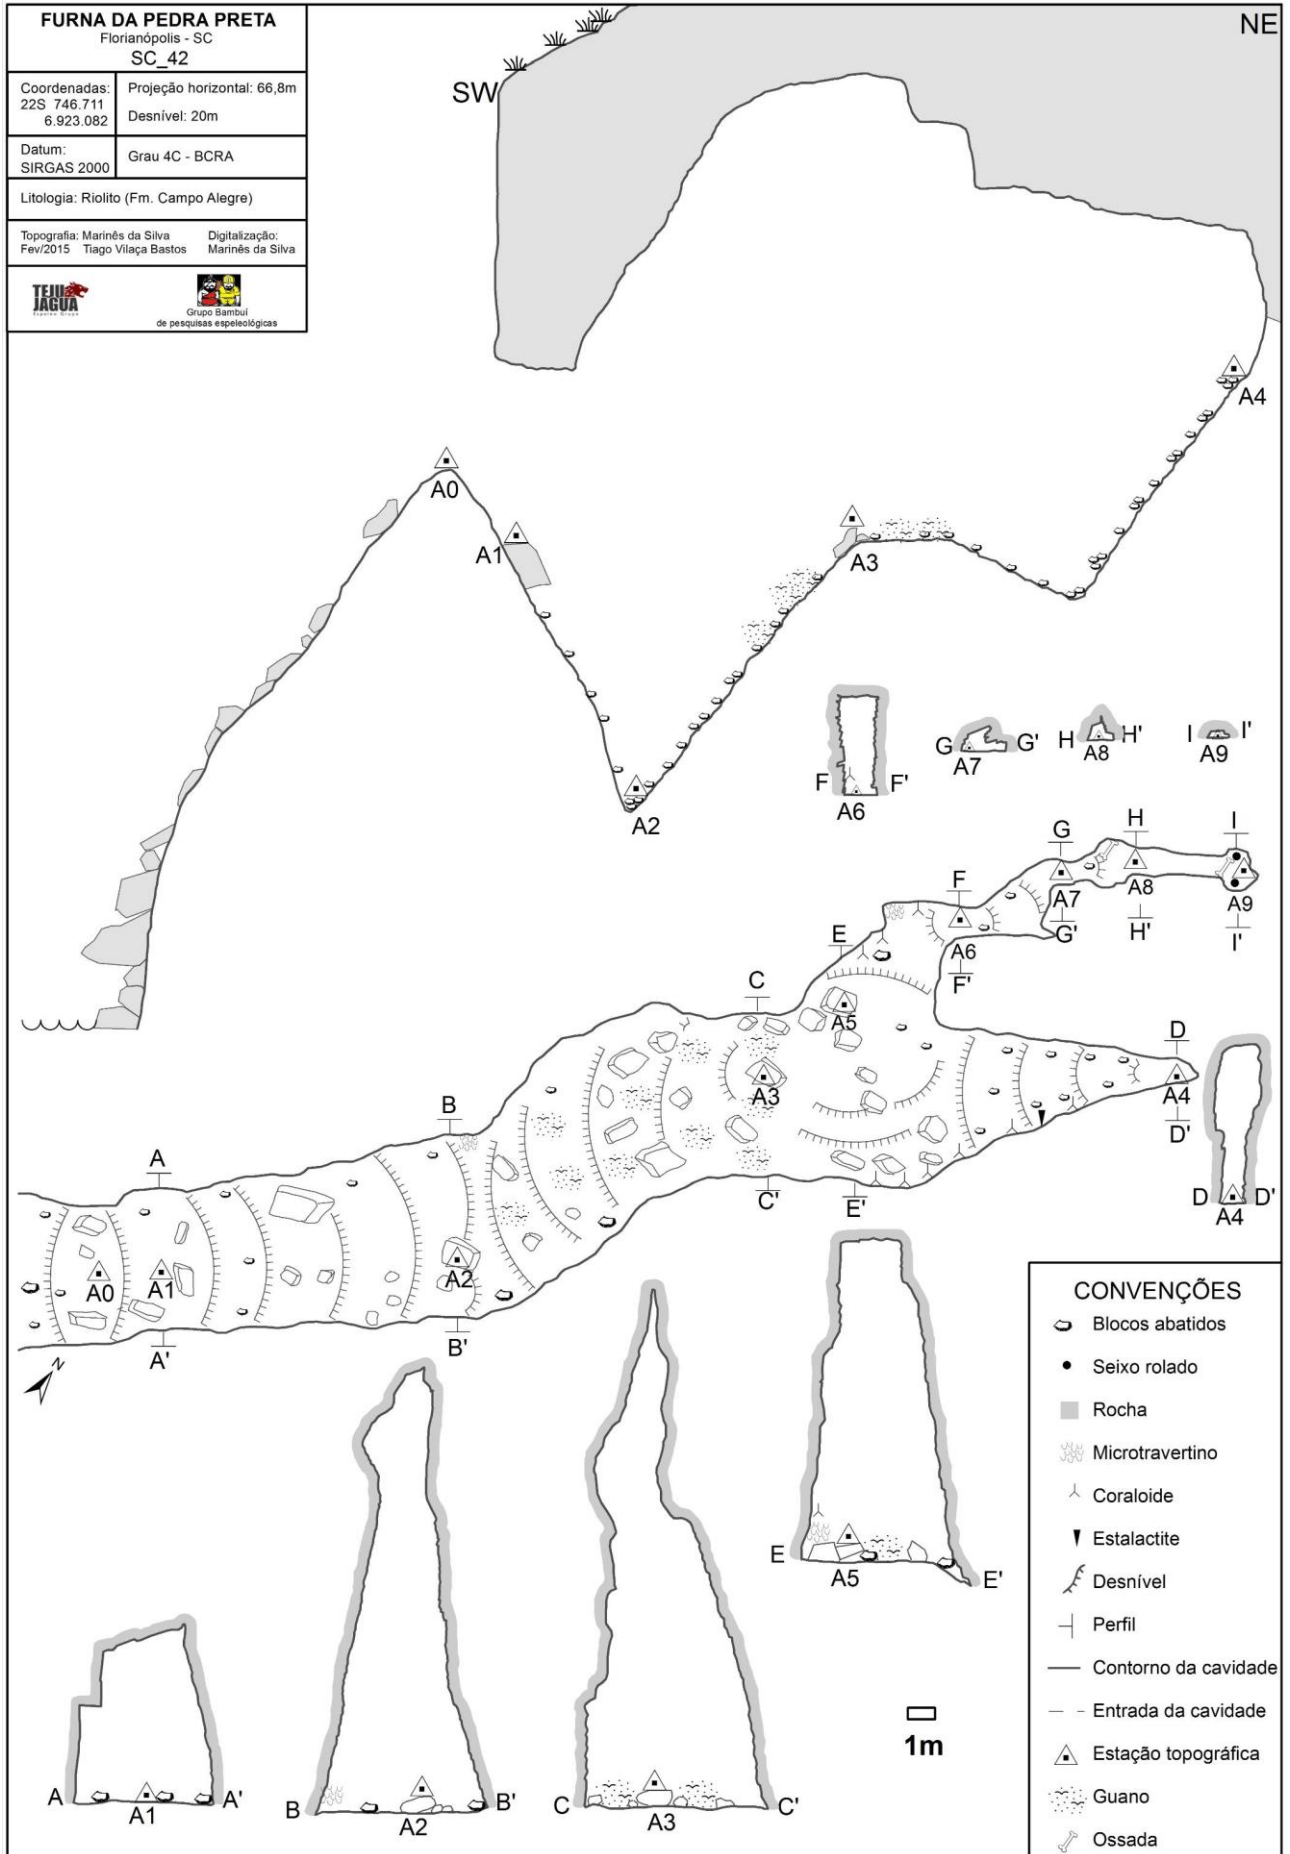 FURNA DA PEDRA PRETA
Florianópolis - SC
SC_42
Coordenadas:
22S 746.711
6.923.082
Projeção horizontal: 66,8m
Desnível: 20m
Datum:
SIRGAS 2000
Grau 4C - BCRA
Litologia: Riolito (Fm. Campo Alegre)
Topografia: Marinês da Silva
Fev/2015 Tiago Vilaça Bastos
Digitalização:
Marinês da Silva
TEJU
JAGUA
Espeleo Grupo
Grupo Bambuí
de pesquisas espeleológicas
SW
NE
A0
A1
A2
A3
A4
F F'
A6
G G'
A7
H H'
A8
I I'
A9
A
A'
B
B'
C
C'
D
D'
E
E'
F
F'
G
G'
H
H'
I
I'
A0
A1
A2
A3
A4
A5
A6
A7
A8
A9
N
D D'
A4
E E'
A5
A A'
A1
B B'
A2
C C'
A3
1m
CONVENÇÕES
Blocos abatidos
Seixo rolado
Rocha
Microtravertino
Coraloide
Estalactite
Desnível
Perfil
Contorno da cavidade
Entrada da cavidade
Estação topográfica
Guano
Ossada